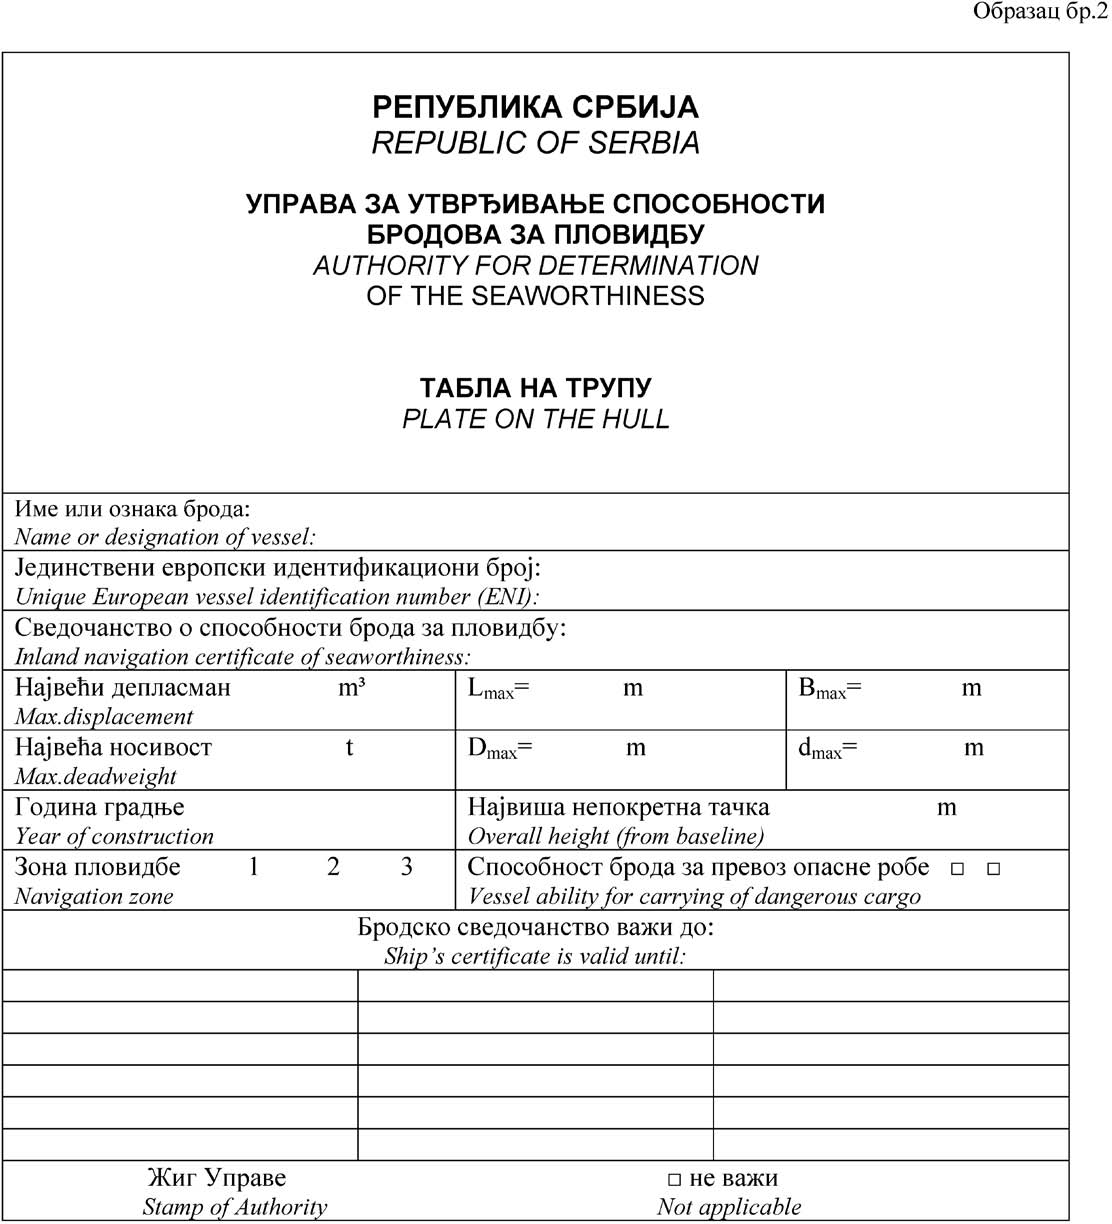 Образац бр.2
РЕПУБЛИКА СРБИЈА
REPUBLIC OF SERBIA
УПРАВА ЗА УТВРЂИВАЊЕ СПОСОБНОСТИ
БРОДОВА ЗА ПЛОВИДБУ
AUTHORITY FOR DETERMINATION
OF THE SEAWORTHINESS
ТАБЛА НА ТРУПУ
PLATE ON THE HULL
Име или ознака брода:
Name or designation of vessel:
Јединствени европски идентификациони број:
Unique European vessel identification number (ENI):
Сведочанство о способности брода за пловидбу:
Inland navigation certificate of seaworthiness:
Највећи депласман m³ Lmax= m Bmax= m
Max.displacement
Највећа носивост t Dmax= m dmax= m
Max.deadweight
Година градње Највиша непокретна тачка m
Year of construction Overall height (from baseline)
Зона пловидбе 1 2 3 Способност брода за превоз опасне робе □ □
Navigation zone Vessel ability for carrying of dangerous cargo
Бродско сведочанство важи до:
Ship's certificate is valid until:
Жиг Управе □ не важи
Stamp of Authority Not applicable